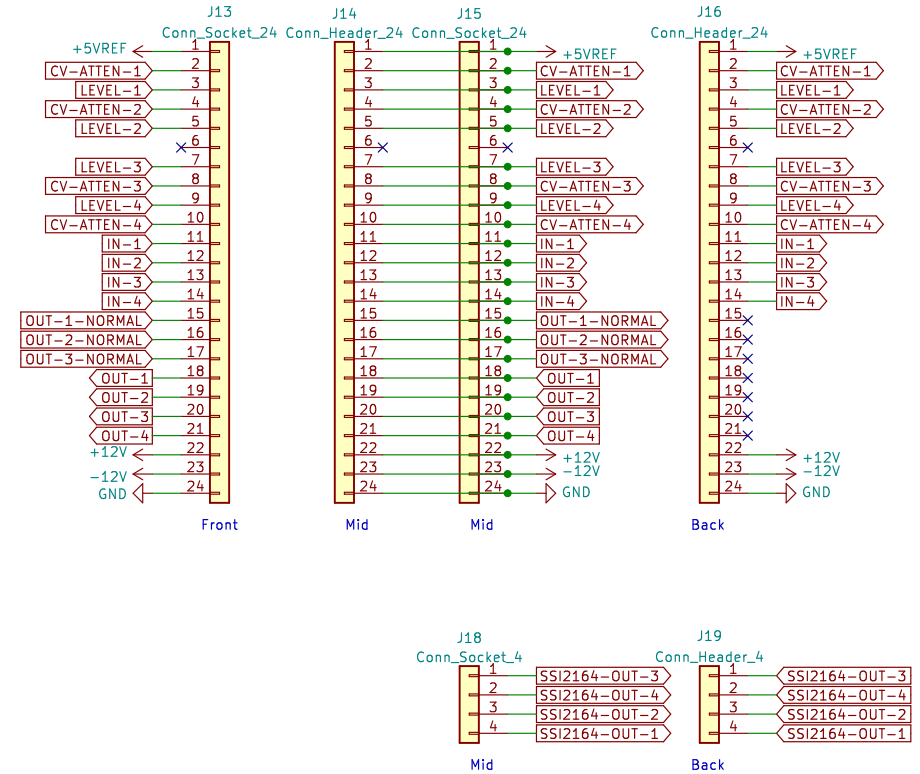 J13 J14 J15 J16
Conn_Socket_24 Conn_Header_24 Conn_Socket_24 Conn_Header_24
+5VREF 1 1 1 +5VREF 1 +5VREF
CV-ATTEN-1 2 2 2 CV-ATTEN-1 2 CV-ATTEN-1
LEVEL-1 3 3 3 LEVEL-1 3 LEVEL-1
CV-ATTEN-2 4 4 4 CV-ATTEN-2 4 CV-ATTEN-2
LEVEL-2 5 5 5 LEVEL-2 5 LEVEL-2
6 6 6 6
LEVEL-3 7 7 7 LEVEL-3 7 LEVEL-3
CV-ATTEN-3 8 8 8 CV-ATTEN-3 8 CV-ATTEN-3
LEVEL-4 9 9 9 LEVEL-4 9 LEVEL-4
CV-ATTEN-4 10 10 10 CV-ATTEN-4 10 CV-ATTEN-4
IN-1 11 11 11 IN-1 11 IN-1
IN-2 12 12 12 IN-2 12 IN-2
IN-3 13 13 13 IN-3 13 IN-3
IN-4 14 14 14 IN-4 14 IN-4
OUT-1-NORMAL 15 15 15 OUT-1-NORMAL 15
OUT-2-NORMAL 16 16 16 OUT-2-NORMAL 16
OUT-3-NORMAL 17 17 17 OUT-3-NORMAL 17
OUT-1 18 18 18 OUT-1 18
OUT-2 19 19 19 OUT-2 19
OUT-3 20 20 20 OUT-3 20
OUT-4 21 21 21 OUT-4 21
+12V 22 22 22 +12V 22 +12V
-12V 23 23 23 -12V 23 -12V
GND 24 24 24 GND 24 GND
Front Mid Mid Back
J18 J19
Conn_Socket_4 Conn_Header_4
1 SSI2164-OUT-3 1 SSI2164-OUT-3
2 SSI2164-OUT-4 2 SSI2164-OUT-4
3 SSI2164-OUT-2 3 SSI2164-OUT-2
4 SSI2164-OUT-1 4 SSI2164-OUT-1
Mid Back